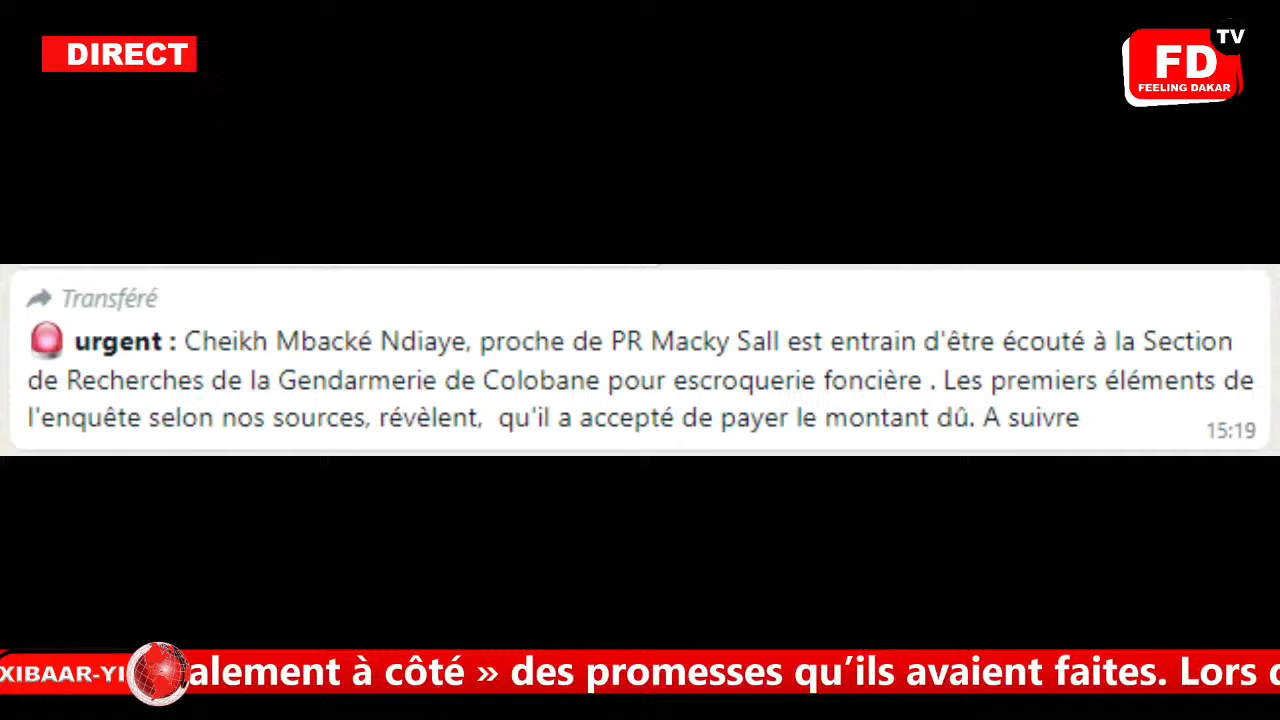 DIRECT
TV
FD
FEELING DAKAR
Transféré
urgent : Cheikh Mbacké Ndiaye, proche de PR Macky Sall est entrain d'être écouté à la Section
de Recherches de la Gendarmerie de Colobane pour escroquerie foncière . Les premiers éléments de
l'enquête selon nos sources, révèlent, qu'il a accepté de payer le montant dû. A suivre
15:19
XIBAAR-YI
alement à côté » des promesses qu’ils avaient faites. Lors